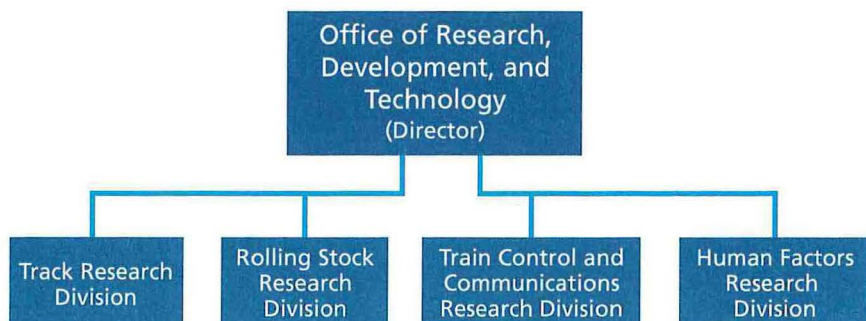 Office of Research,
Development, and
Technology
(Director)
Track Research
Division
Rolling Stock
Research
Division
Train Control and
Communications
Research Division
Human Factors
Research
Division